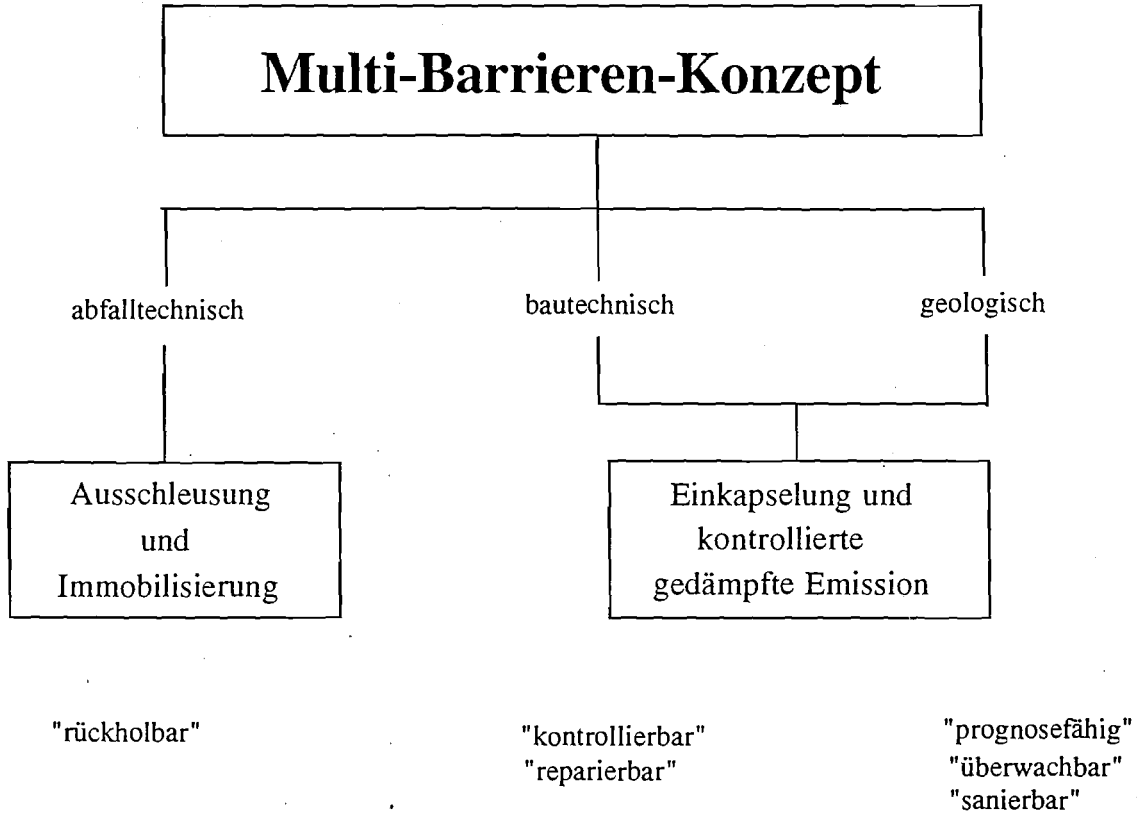 Multi-Barrieren-Konzept
abfalltechnisch
bautechnisch
geologisch
Ausschleusung
und
Immobilisierung
Einkapselung und
kontrollierte
gedämpfte Emission
"rückholbar"
"kontrollierbar"
"reparierbar"
"prognosefähig"
"überwachbar"
"sanierbar"